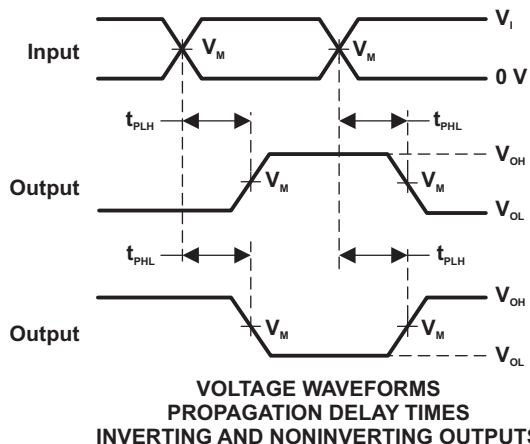 V_I
Input
V_M
V_M
0 V
t_PLH
t_PHL
V_OH
Output
V_M
V_M
V_OL
t_PHL
t_PLH
V_OH
Output
V_M
V_M
V_OL
VOLTAGE WAVEFORMS
PROPAGATION DELAY TIMES
INVERTING AND NONINVERTING OUTPUTS